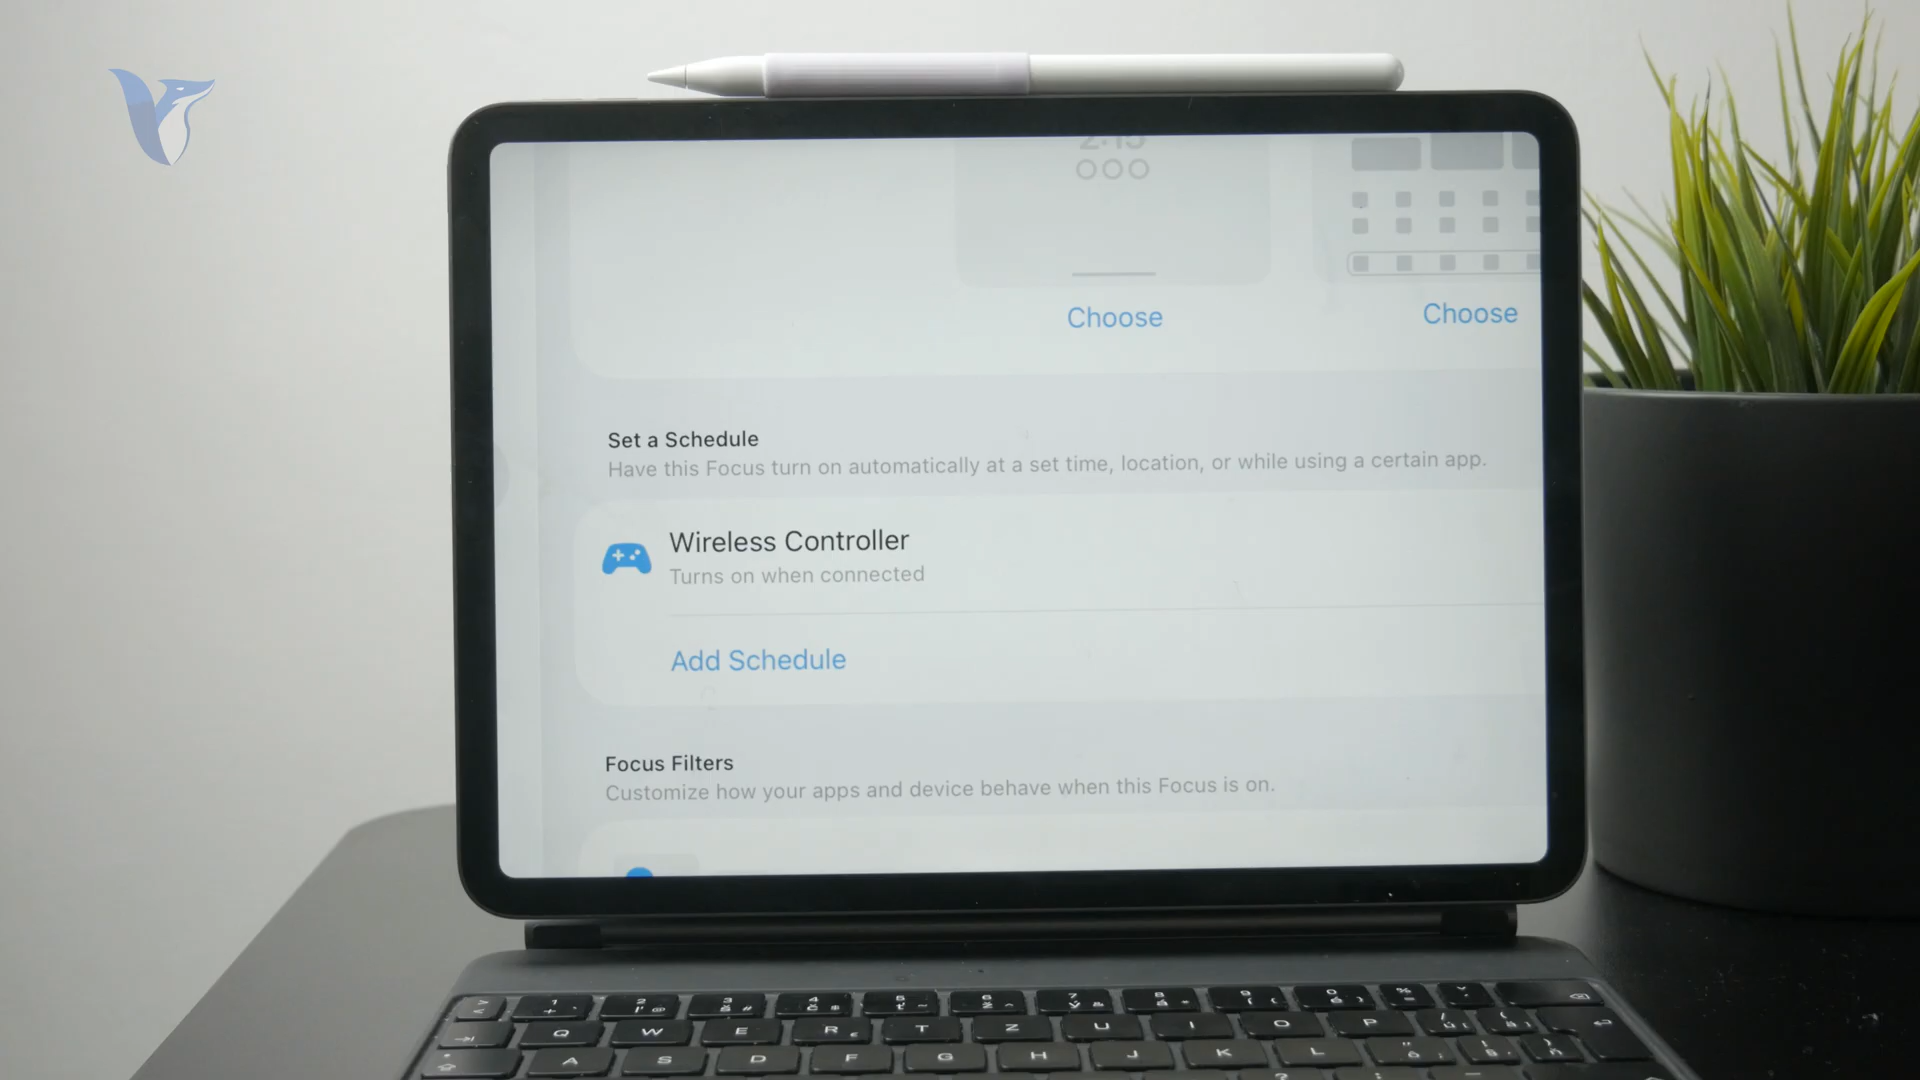 2:15
Choose
Choose
Set a Schedule
Have this Focus turn on automatically at a set time, location, or while using a certain app.
Wireless Controller
Turns on when connected
Add Schedule
Focus Filters
Customize how your apps and device behave when this Focus is on.
Q W E R T Z U I O P
A S D F G H J K L